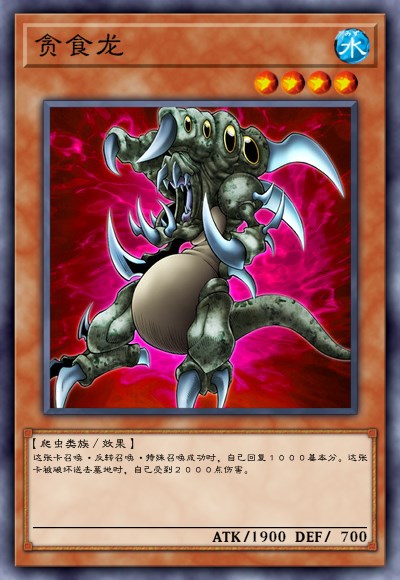 贪食龙
水
【爬虫类族／效果】
这张卡召唤·反转召唤·特殊召唤成功时，自己回复１０００基本分。这张
卡被破坏送去墓地时，自己受到２０００点伤害。
ATK/1900 DEF/ 700